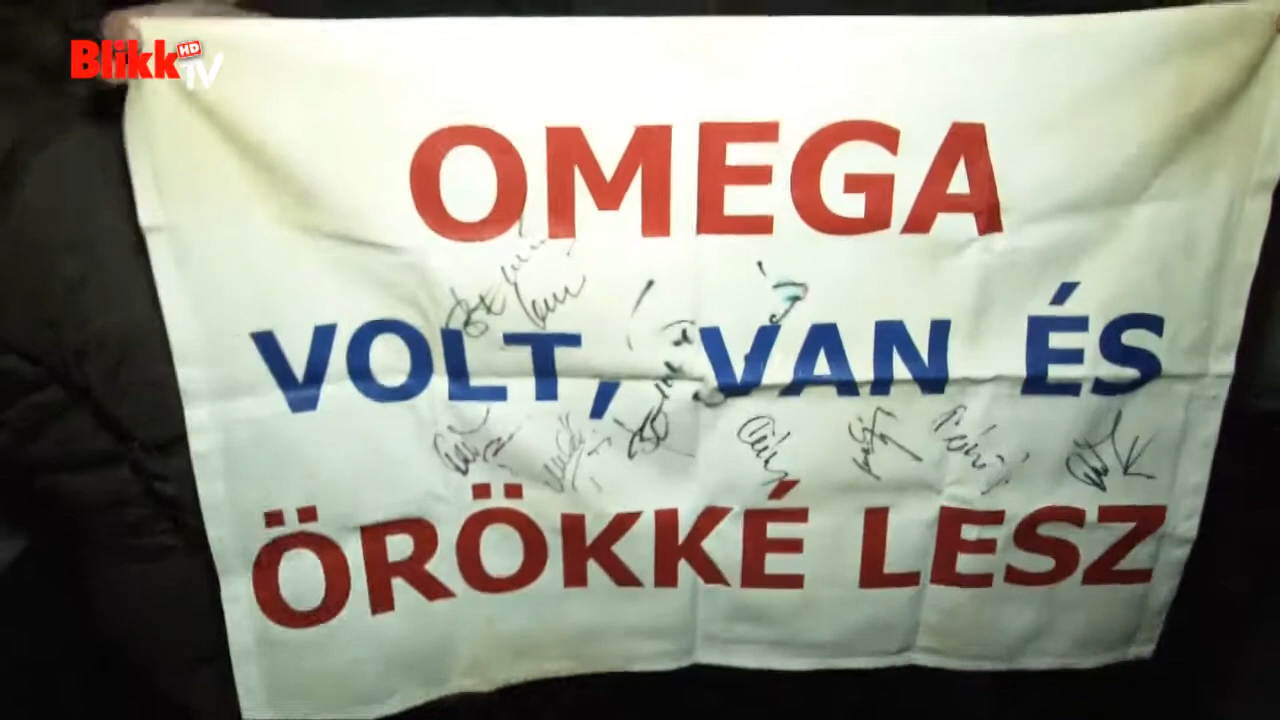 Blikk HD
TV
OMEGA
VOLT, VAN ÉS
ÖRÖKKÉ LESZ